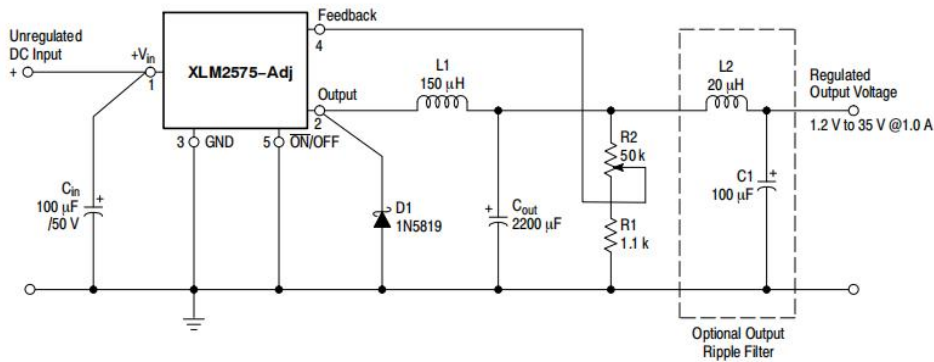 Unregulated
DC Input
+
+Vin
1
XLM2575–Adj
Feedback
4
Output
2
3
GND
5
O̅N̅/OFF
Cin
100 µF
/50 V
+
D1
1N5819
L1
150 µH
+
Cout
2200 µF
R2
50 k
R1
1.1 k
L2
20 µH
C1
100 µF
+
Regulated
Output Voltage
1.2 V to 35 V @1.0 A
Optional Output
Ripple Filter